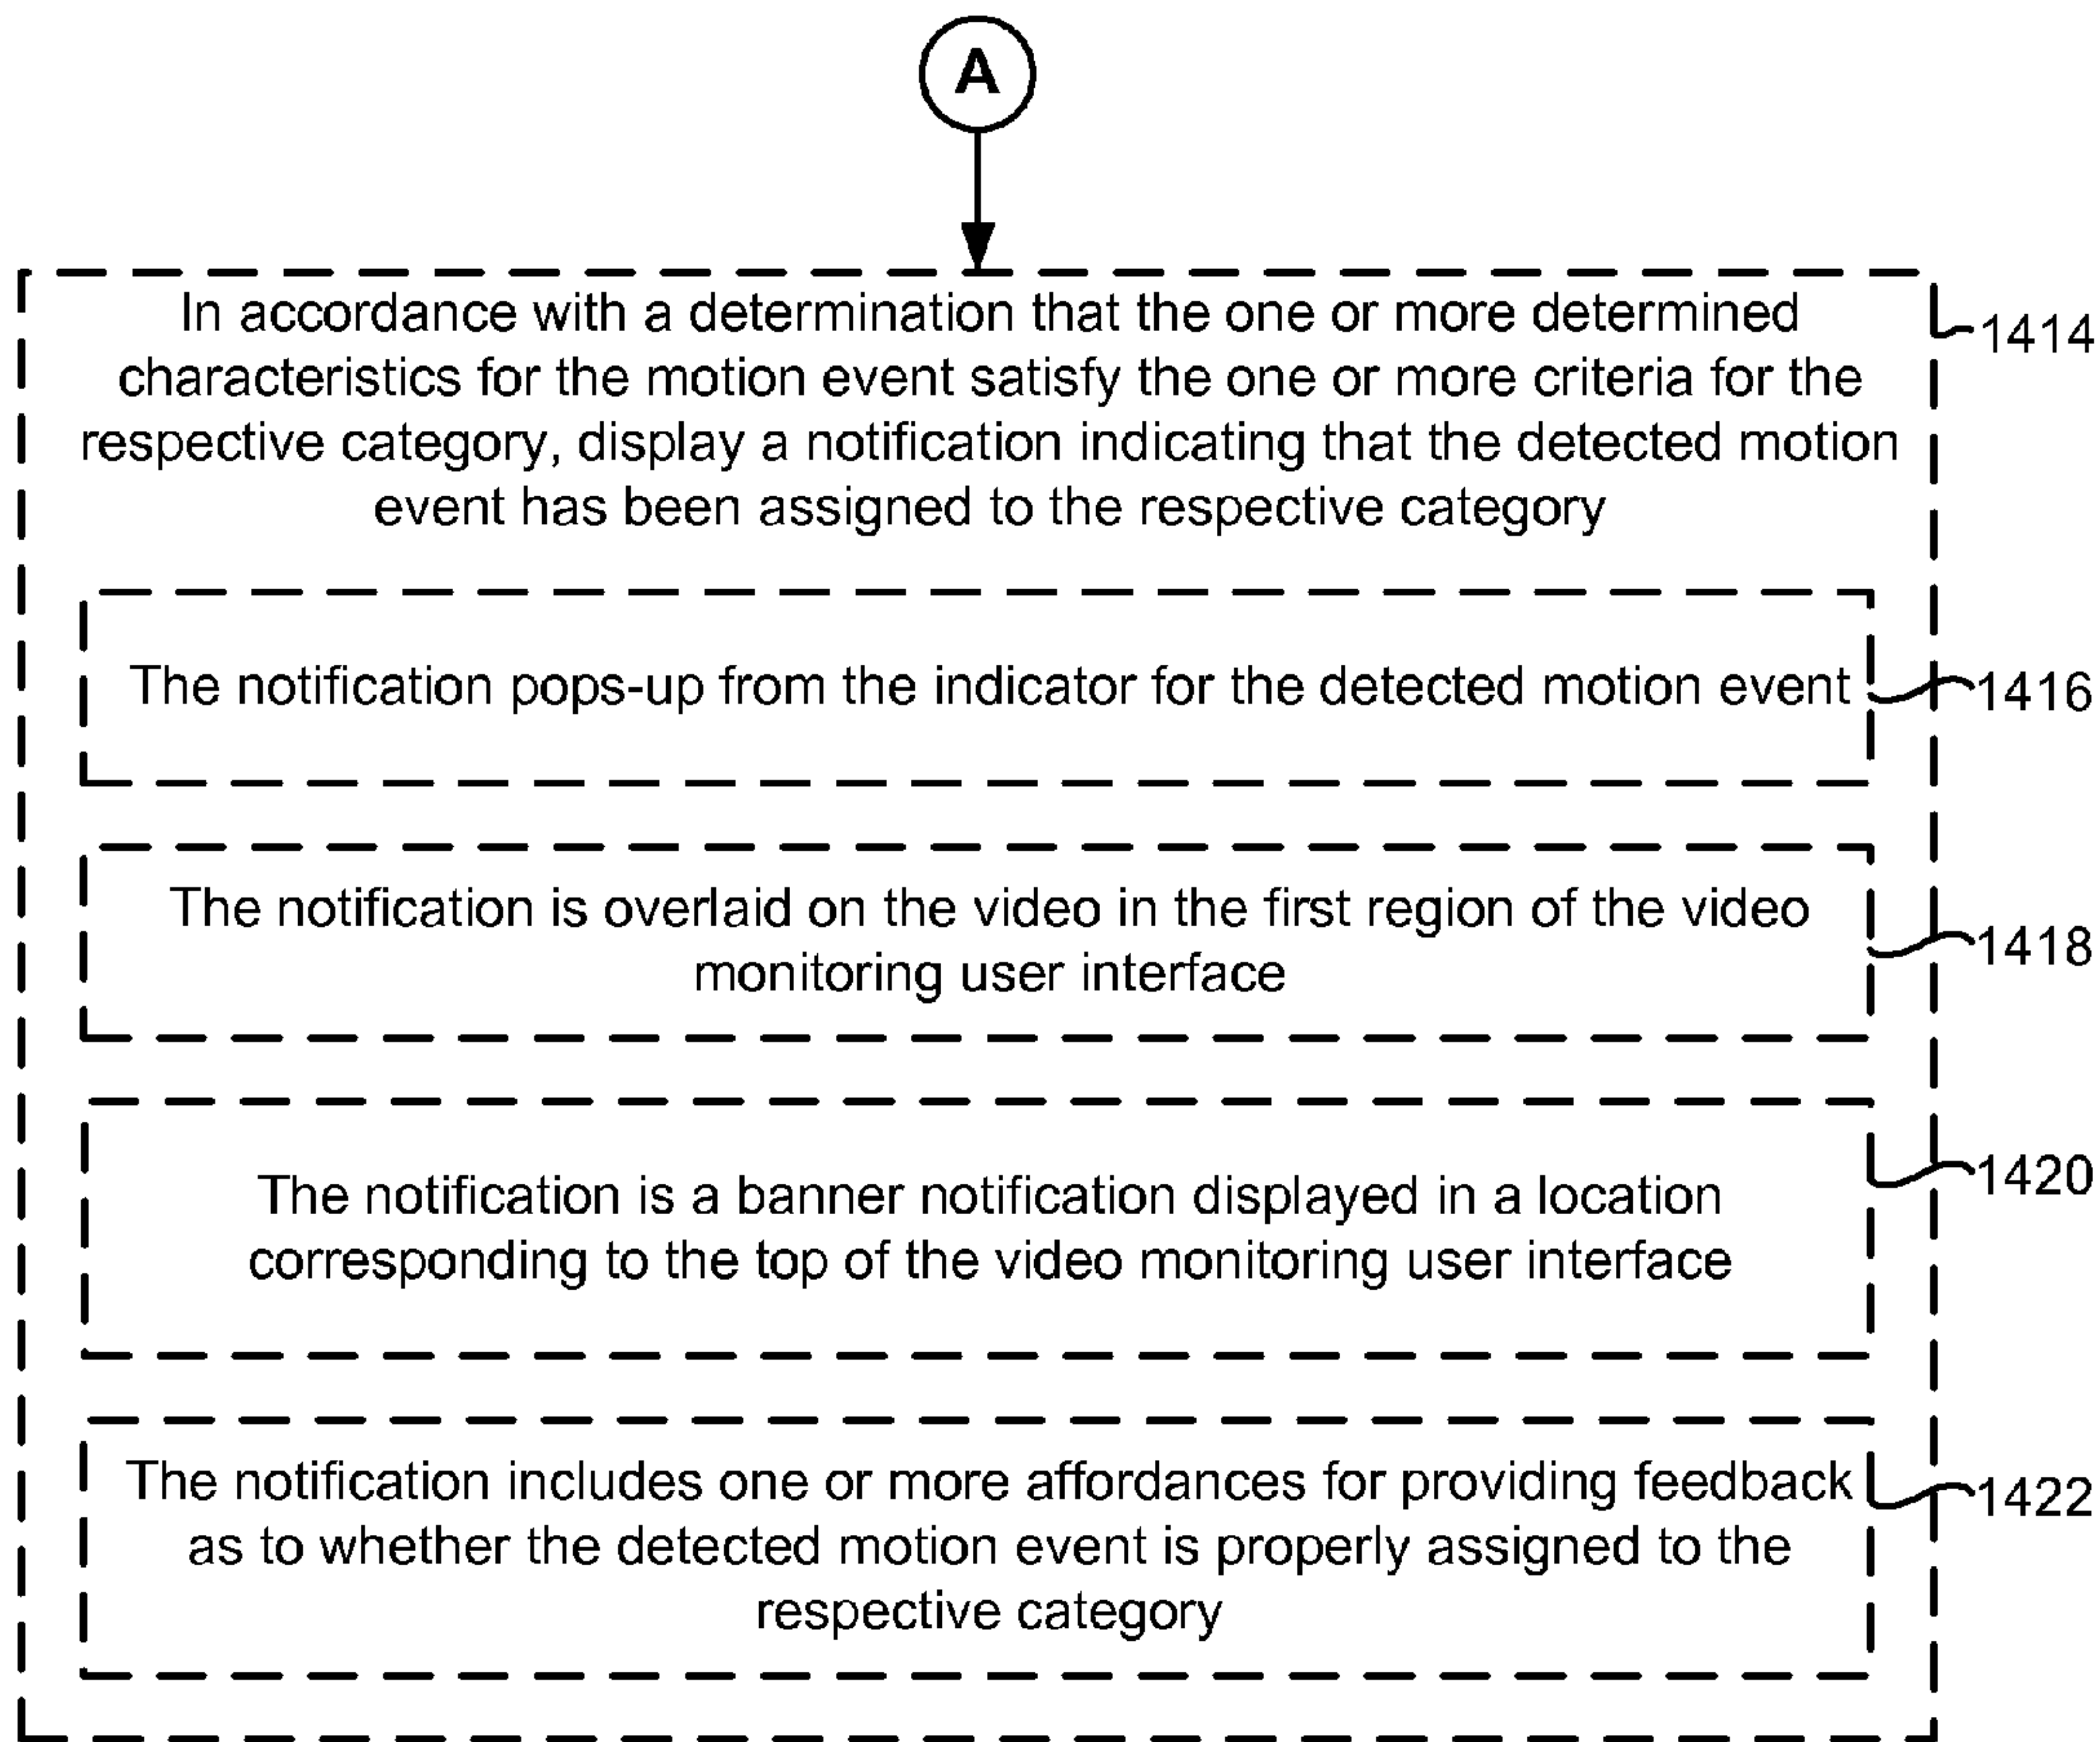 A
In accordance with a determination that the one or more determined
characteristics for the motion event satisfy the one or more criteria for the
respective category, display a notification indicating that the detected motion
event has been assigned to the respective category
1414
The notification pops-up from the indicator for the detected motion event
1416
The notification is overlaid on the video in the first region of the video
monitoring user interface
1418
The notification is a banner notification displayed in a location
corresponding to the top of the video monitoring user interface
1420
The notification includes one or more affordances for providing feedback
as to whether the detected motion event is properly assigned to the
respective category
1422